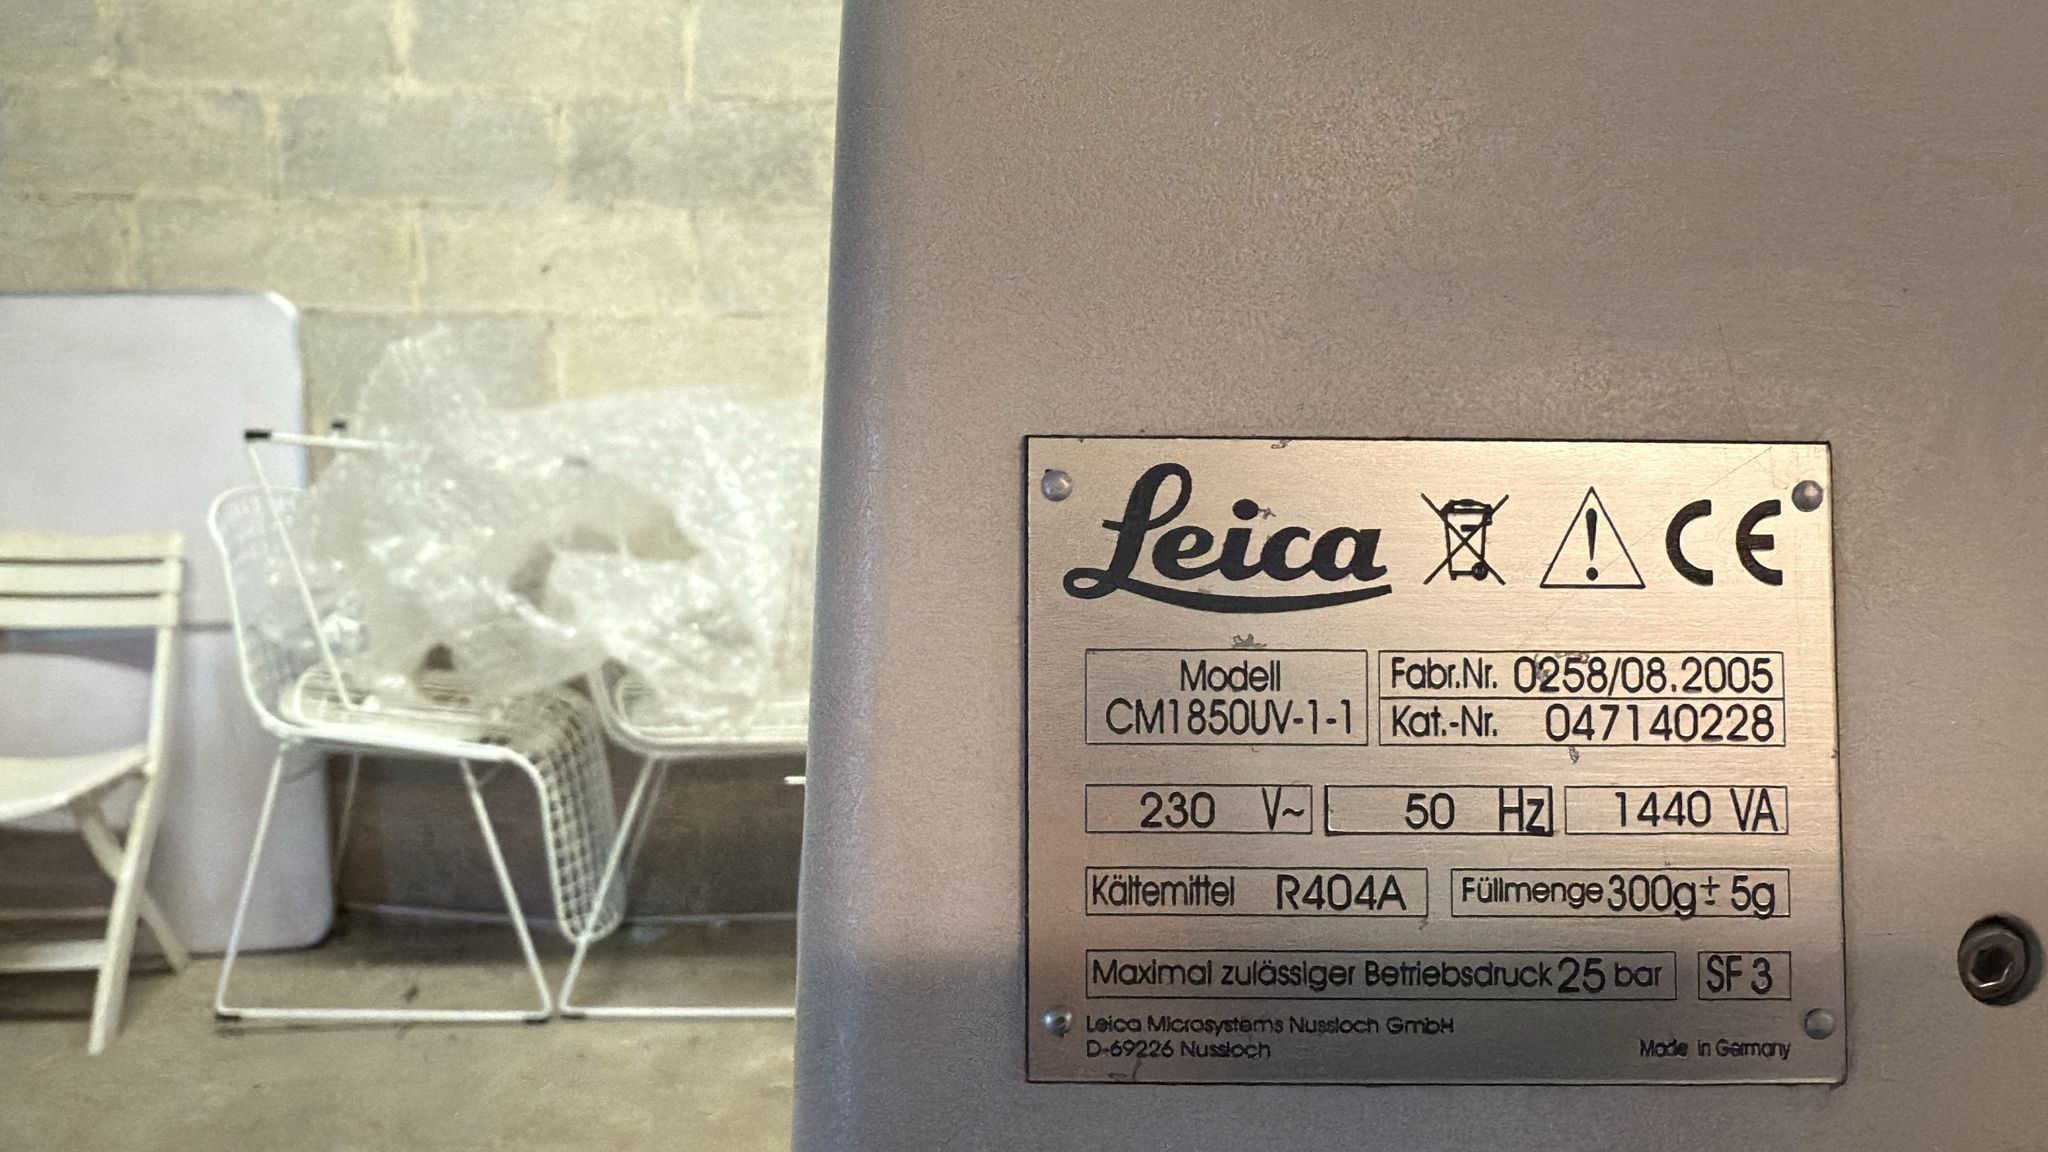 Leica
CE
Modell
CM1850UV-1-1
Fabr.Nr. 0258/08.2005
Kat.-Nr. 047140228
230 V~ 50 Hz 1440 VA
Kältemittel R404A Füllmenge 300g± 5g
Maximal zulässiger Betriebsdruck 25 bar SF 3
Leica Microsystems Nussloch GmbH
D-69226 Nussloch
Made in Germany